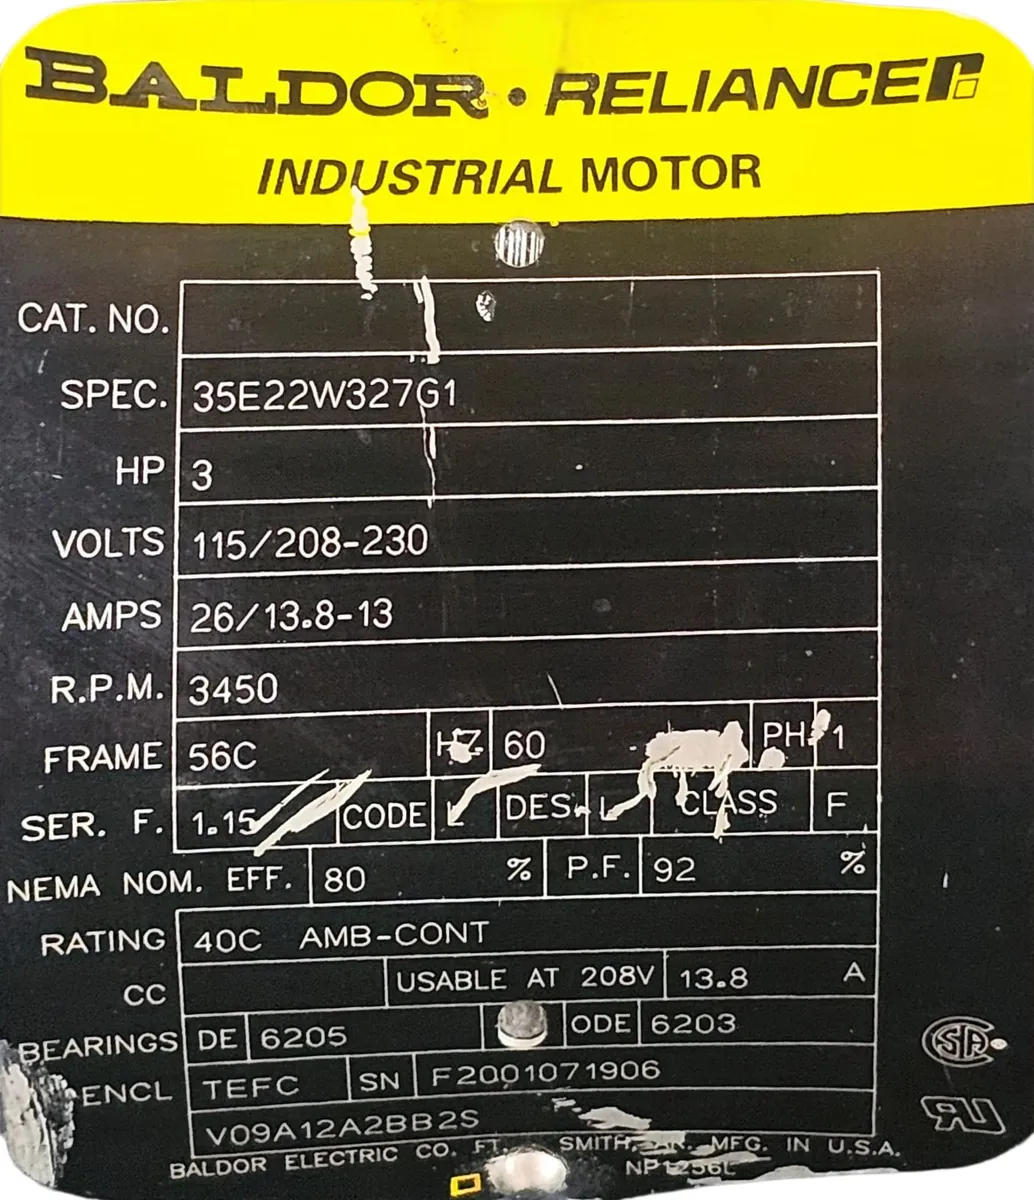 BALDOR • RELIANCE
INDUSTRIAL MOTOR
CAT. NO.
SPEC. 35E22W327G1
HP 3
VOLTS 115/208-230
AMPS 26/13.8-13
R.P.M. 3450
FRAME 56C HZ 60 PH. 1
SER. F. 1.15 CODE L DES. L CLASS F
NEMA NOM. EFF. 80 % P.F. 92 %
RATING 40C AMB-CONT
CC USABLE AT 208V 13.8 A
BEARINGS DE 6205 ODE 6203
ENCL TEFC SN F2001071906
V09A12A2BB2S
BALDOR ELECTRIC CO. FT. SMITH, AR. MFG. IN U.S.A.
NP1256L